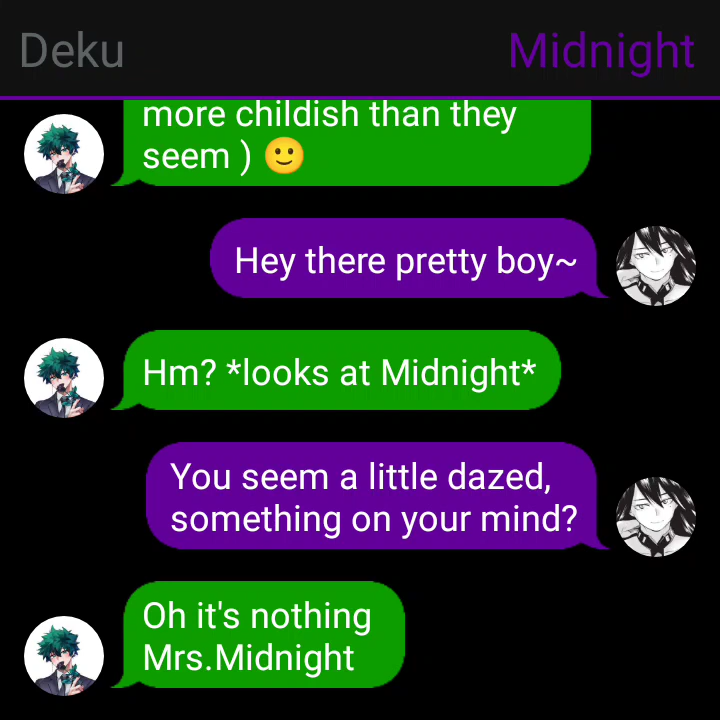 Deku
Midnight
more childish than they
seem ) 🙂
Hey there pretty boy~
Hm? *looks at Midnight*
You seem a little dazed,
something on your mind?
Oh it's nothing
Mrs.Midnight